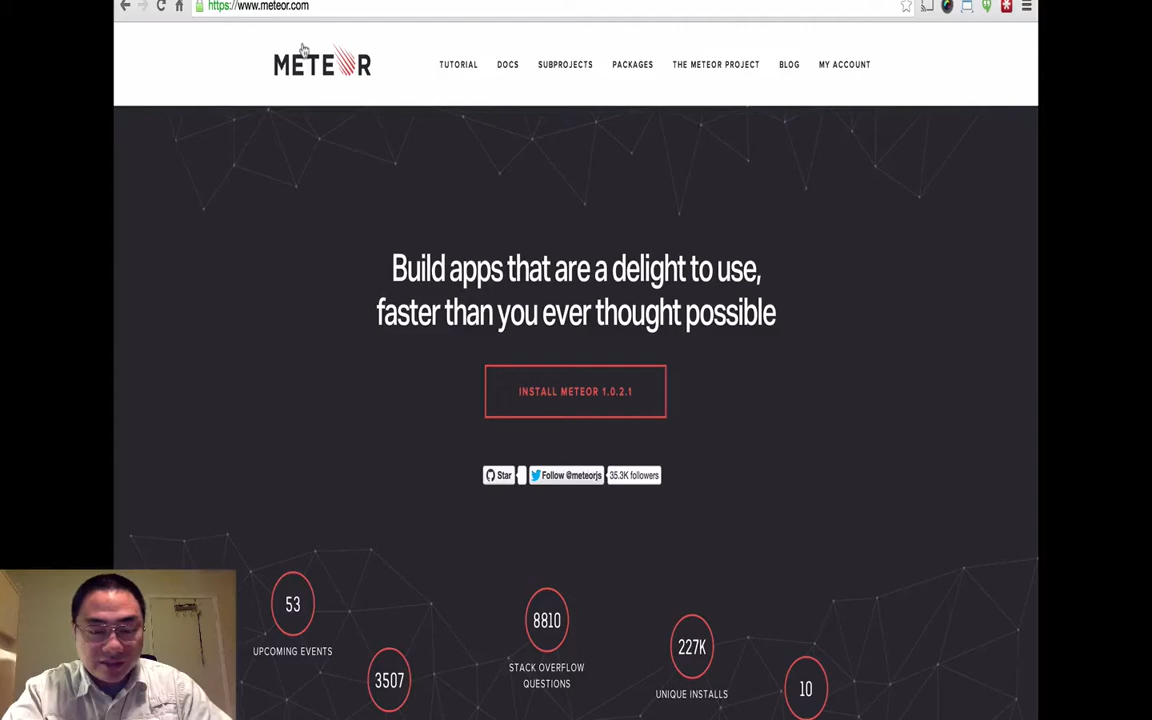 https://www.meteor.com
METEOR
TUTORIAL
DOCS
SUBPROJECTS
PACKAGES
THE METEOR PROJECT
BLOG
MY ACCOUNT
Build apps that are a delight to use,
faster than you ever thought possible
INSTALL METEOR 1.0.2.1
Star
Follow @meteorjs
35.3K followers
53
UPCOMING EVENTS
3507
8810
STACK OVERFLOW
QUESTIONS
227K
UNIQUE INSTALLS
10